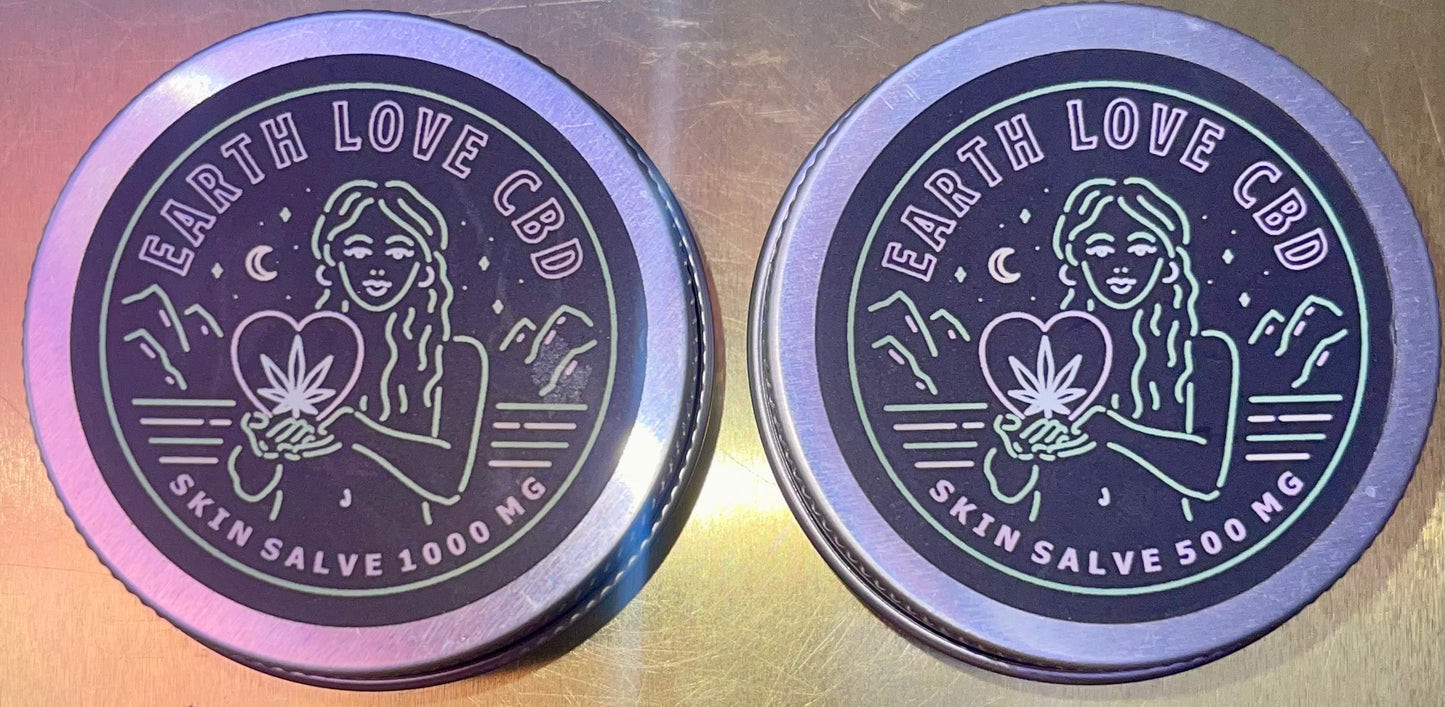 EARTH LOVE CBD
SKIN SALVE 1000 MG
EARTH LOVE CBD
SKIN SALVE 500 MG